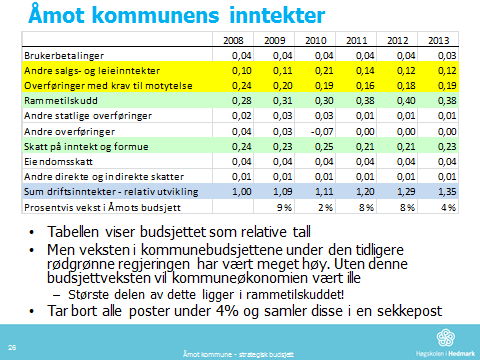 Åmot kommunens inntekter
2008 2009 2010 2011 2012 2013
Brukerbetalinger 0,04 0,04 0,04 0,04 0,04 0,03
Andre salgs- og leieinntekter 0,10 0,11 0,21 0,14 0,12 0,12
Overføringer med krav til motytelse 0,24 0,20 0,19 0,16 0,18 0,19
Rammetilskudd 0,28 0,31 0,30 0,38 0,40 0,38
Andre statlige overføringer 0,02 0,03 0,03 0,01 0,01 0,01
Andre overføringer 0,04 0,03 -0,07 0,00 0,00 0,00
Skatt på inntekt og formue 0,24 0,23 0,25 0,21 0,21 0,23
Eiendomsskatt 0,04 0,04 0,04 0,04 0,04 0,04
Andre direkte og indirekte skatter 0,01 0,01 0,01 0,01 0,01 0,01
Sum driftsinntekter - relativ utvikling 1,00 1,09 1,11 1,20 1,29 1,35
Prosentvis vekst i Åmots budsjett 9 % 2 % 8 % 8 % 4 %
• Tabellen viser budsjettet som relative tall
• Men veksten i kommunebudsjettene under den tidligere
rødgrønne regjeringen har vært meget høy. Uten denne
budsjettveksten vil kommuneøkonomien vært ille
– Største delen av dette ligger i rammetilskuddet!
• Tar bort alle poster under 4% og samler disse i en sekkepost
26
Åmot kommune - strategisk budsjett
Høgskolen i Hedmark